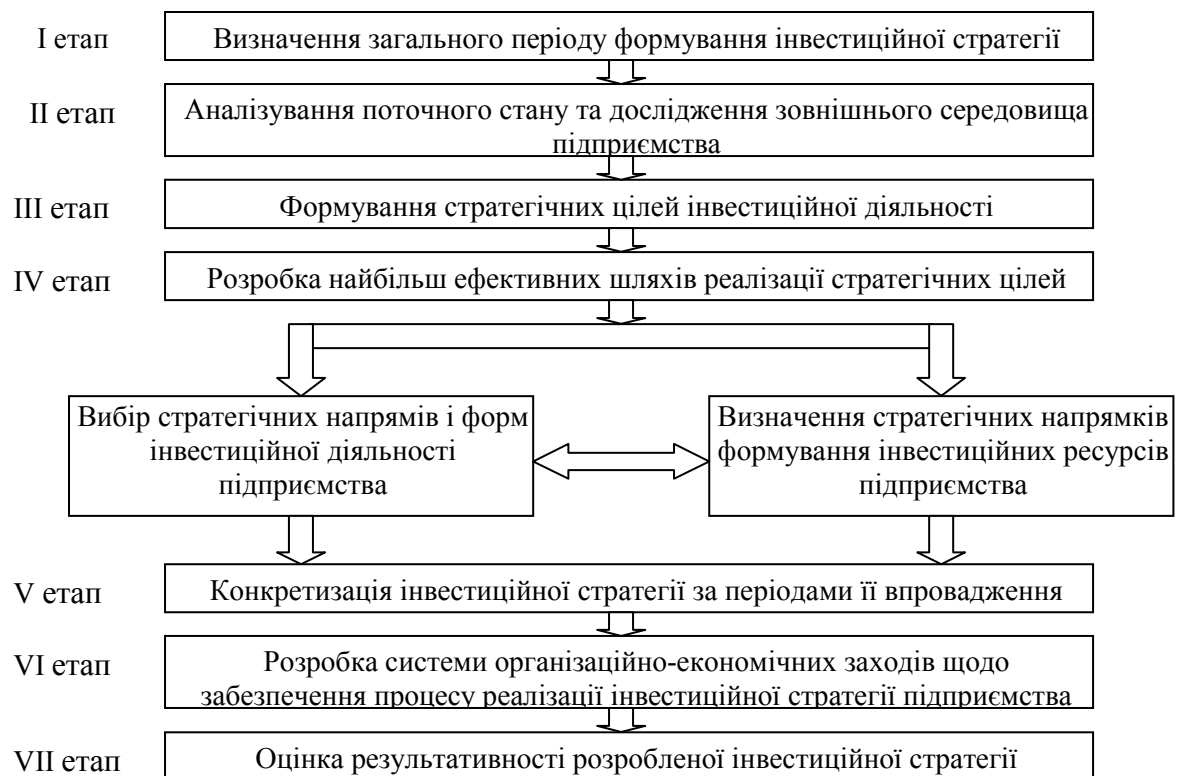 І етап
Визначення загального періоду формування інвестиційної стратегії
ІІ етап
Аналізування поточного стану та дослідження зовнішнього середовища
підприємства
ІІІ етап
Формування стратегічних цілей інвестиційної діяльності
IV етап
Розробка найбільш ефективних шляхів реалізації стратегічних цілей
Вибір стратегічних напрямів і форм
інвестиційної діяльності
підприємства
Визначення стратегічних напрямків
формування інвестиційних ресурсів
підприємства
V етап
Конкретизація інвестиційної стратегії за періодами її впровадження
VI етап
Розробка системи організаційно-економічних заходів щодо
забезпечення процесу реалізації інвестиційної стратегії підприємства
VII етап
Оцінка результативності розробленої інвестиційної стратегії